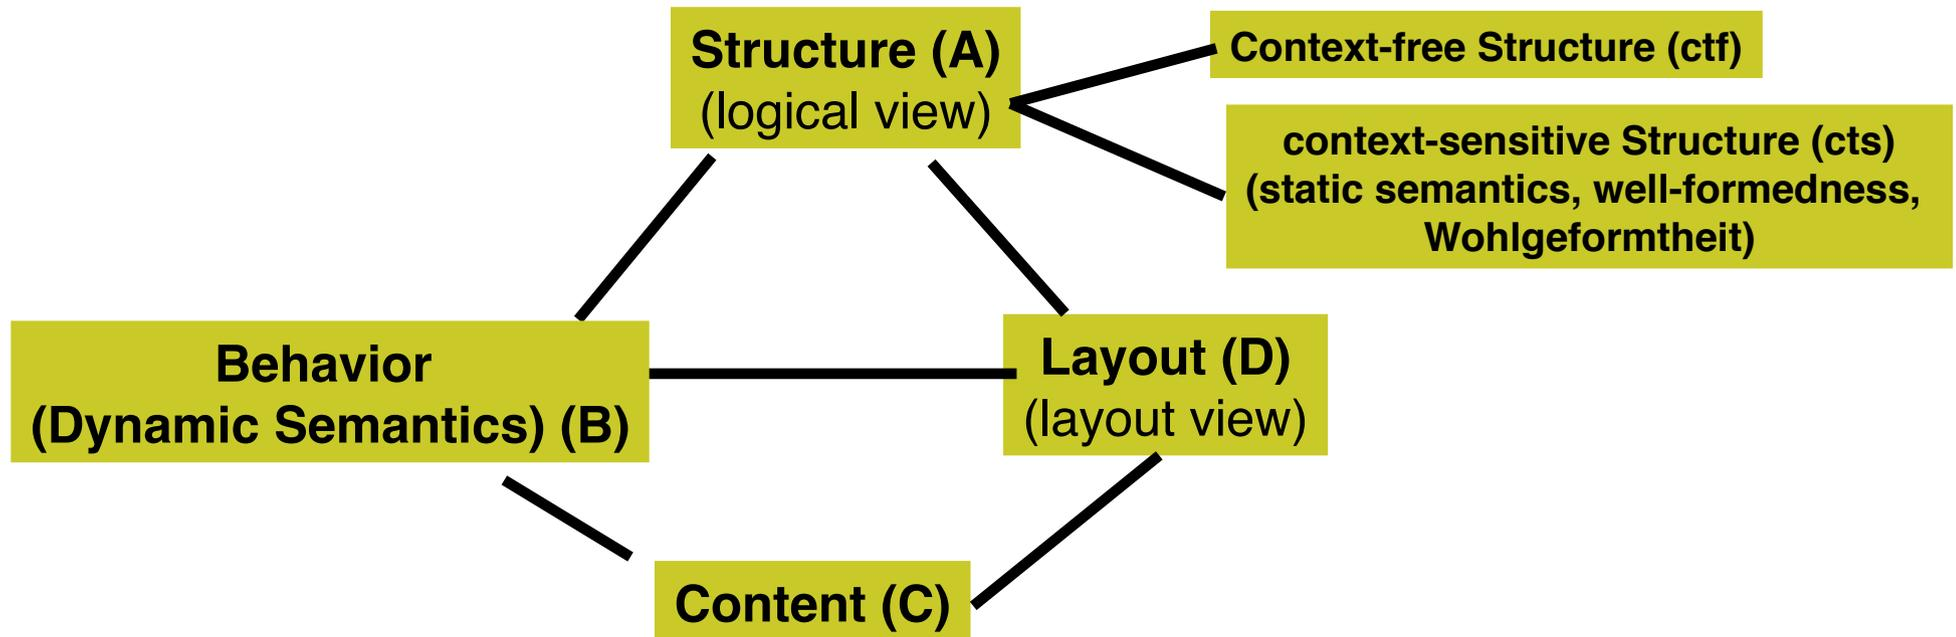 Structure (A)
(logical view)
Context-free Structure (ctf)
context-sensitive Structure (cts)
(static semantics, well-formedness,
Wohlgeformtheit)
Behavior
(Dynamic Semantics) (B)
Layout (D)
(layout view)
Content (C)